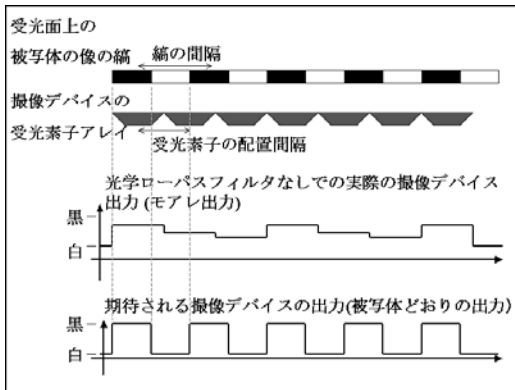 受光面上の
被写体の像の縞
縞の間隔
撮像デバイスの
受光素子アレイ
受光素子の配置間隔
光学ローパスフィルタなしでの実際の撮像デバイス
出力(モアレ出力)
黒
白
期待される撮像デバイスの出力(被写体どおりの出力)
黒
白